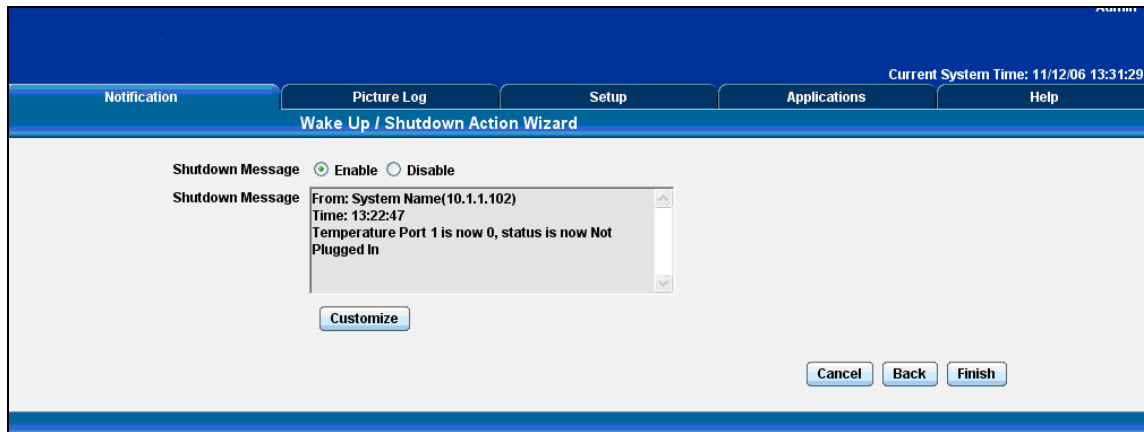 Admin
Current System Time: 11/12/06 13:31:29
Notification Picture Log Setup Applications Help
Wake Up / Shutdown Action Wizard
Shutdown Message Enable Disable
Shutdown Message From: System Name(10.1.1.102)
Time: 13:22:47
Temperature Port 1 is now 0, status is now Not
Plugged In
Customize
Cancel Back Finish